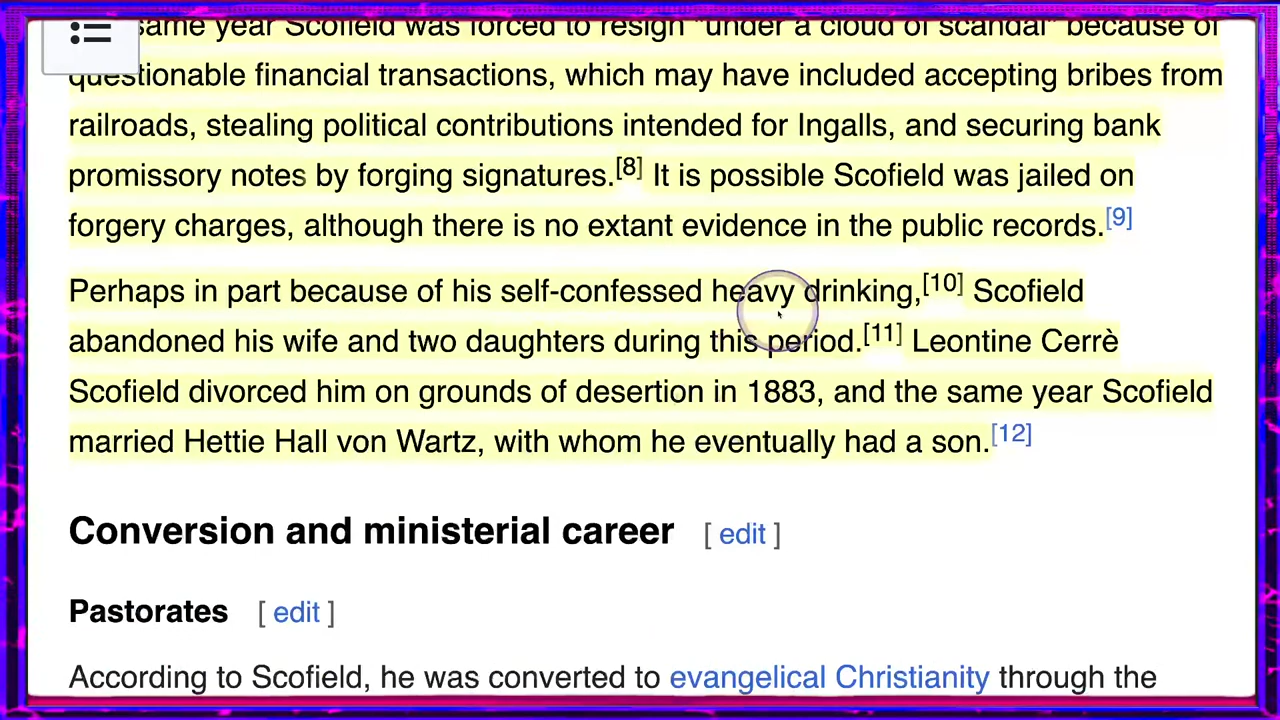 same year Scofield was forced to resign "under a cloud of scandal" because of
questionable financial transactions, which may have included accepting bribes from
railroads, stealing political contributions intended for Ingalls, and securing bank
promissory notes by forging signatures.[8] It is possible Scofield was jailed on
forgery charges, although there is no extant evidence in the public records.[9]
Perhaps in part because of his self-confessed heavy drinking,[10] Scofield
abandoned his wife and two daughters during this period.[11] Leontine Cerrè
Scofield divorced him on grounds of desertion in 1883, and the same year Scofield
married Hettie Hall von Wartz, with whom he eventually had a son.[12]
Conversion and ministerial career [ edit ]
Pastorates [ edit ]
According to Scofield, he was converted to evangelical Christianity through the